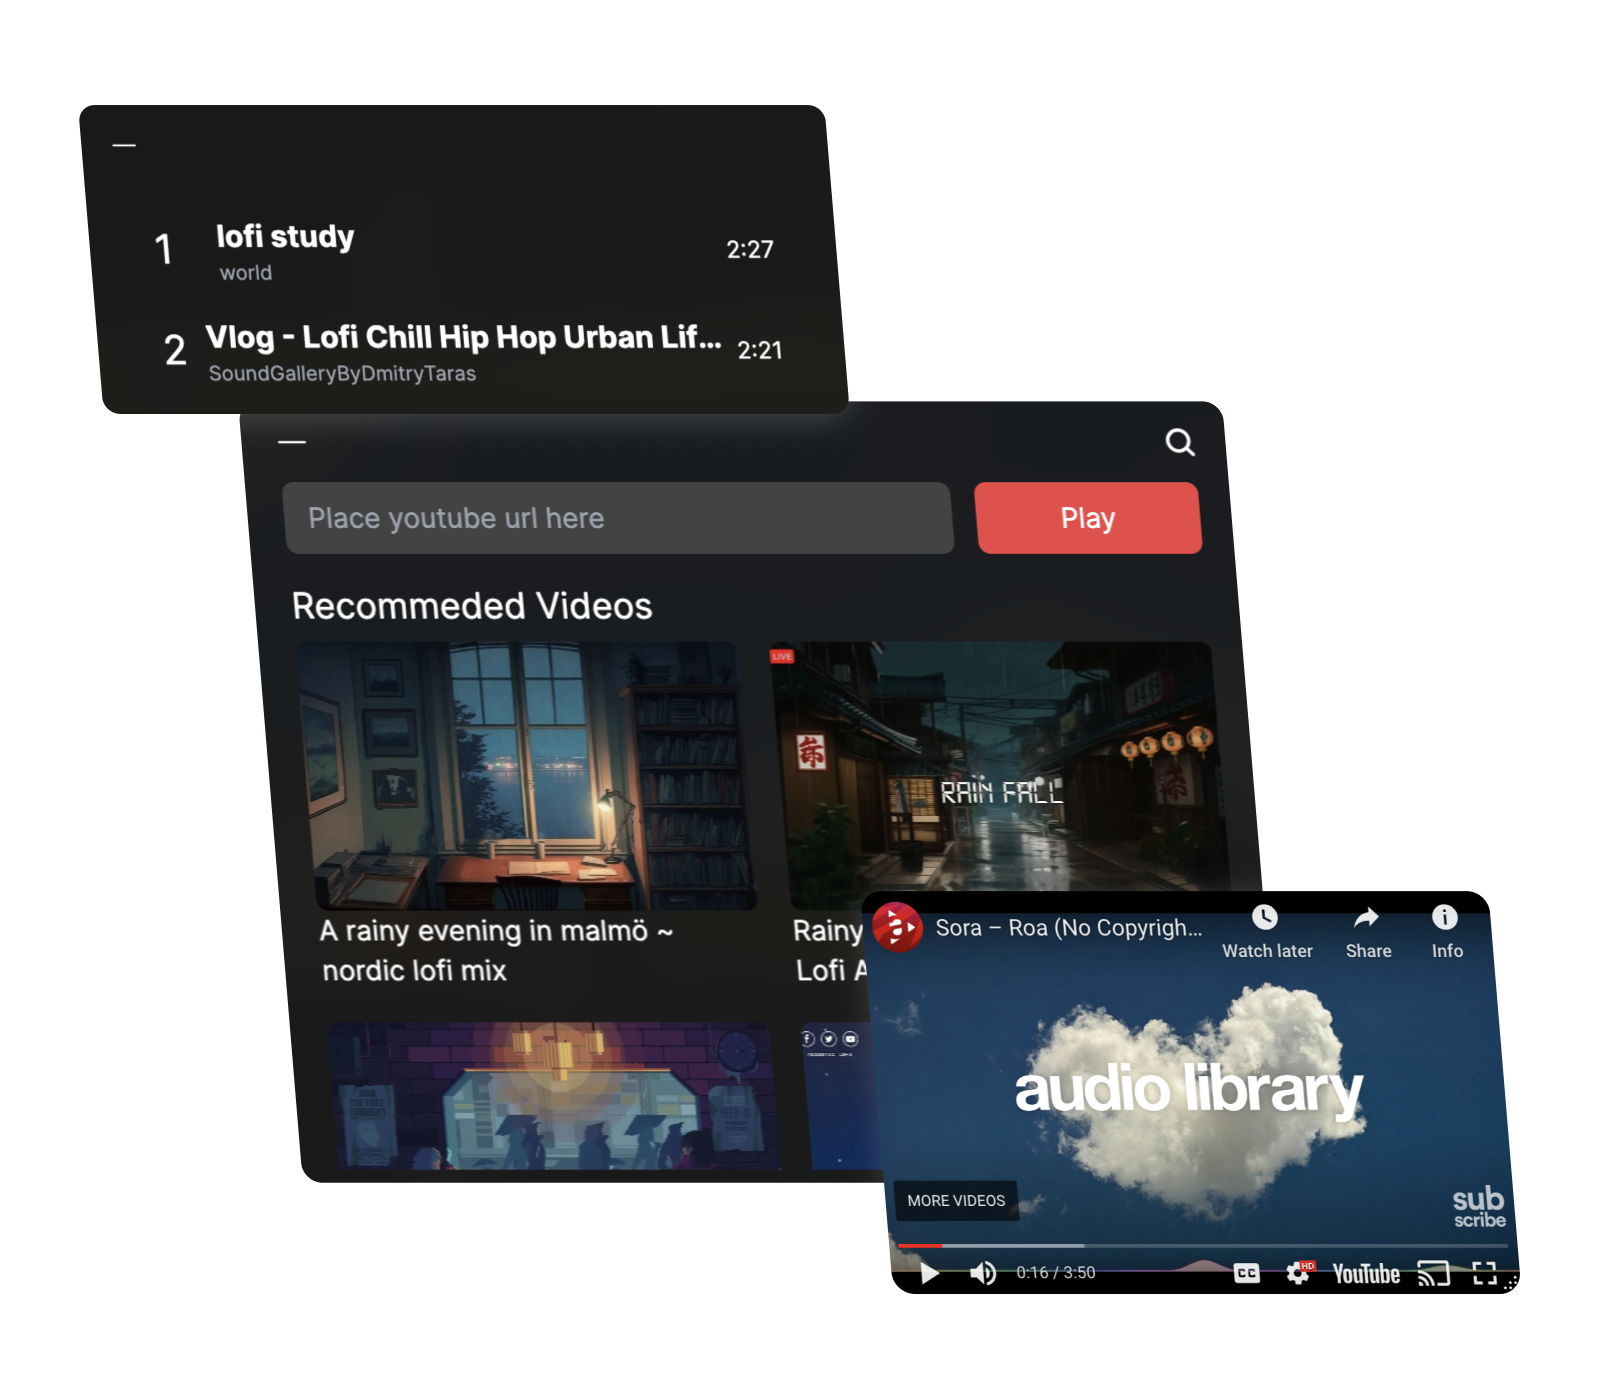 1
lofi study
world
2:27
2
Vlog - Lofi Chill Hip Hop Urban Lif...
SoundGalleryByDmitryTaras
2:21
Place youtube url here
Play
Recommeded Videos
LIVE
RAIN FALL
A rainy evening in malmö ~
nordic lofi mix
Rainy
Lofi A
Sora – Roa (No Copyrigh...
Watch later
Share
Info
audio library
MORE VIDEOS
sub
scribe
0:16 / 3:50
CC
HD
YouTube